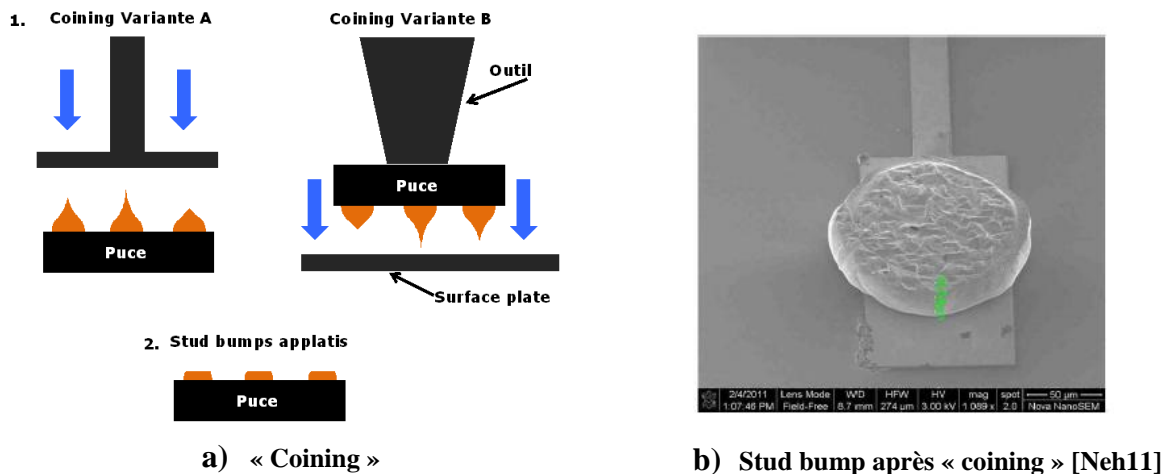 1. Coining Variante A
Coining Variante B
Outil
Puce
Puce
Surface plate
2. Stud bumps applatis
Puce
2/4/2011 Lens Mode WD HFW HV mag spot 50 µm
1:07:46 PM Field-Free 8.7 mm 274 µm 3.00 kV 1 089 x 2.0 Nova NanoSEM
a) « Coining »
b) Stud bump après « coining » [Neh11]